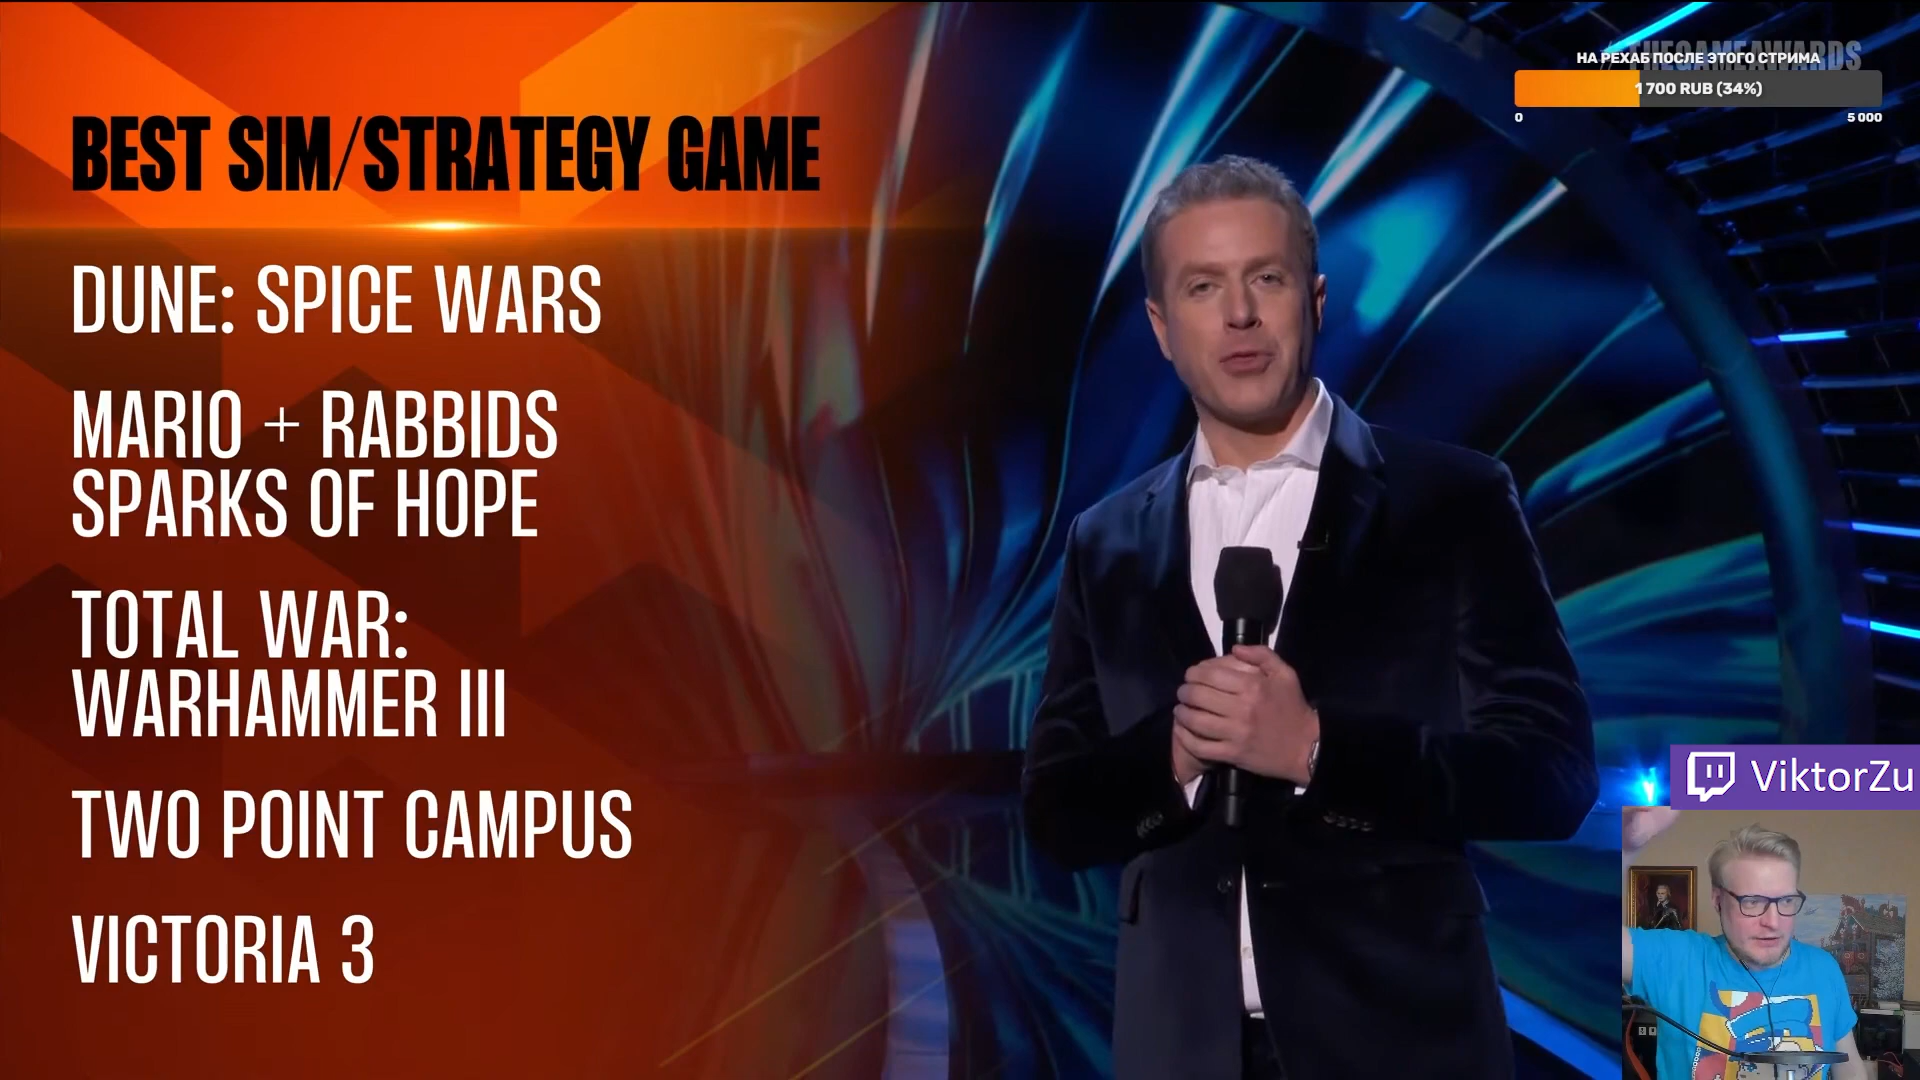 #THEGAMEAWARDS
НА РЕХАБ ПОСЛЕ ЭТОГО СТРИМА
1 700 RUB (34%)
0
5 000
BEST SIM/STRATEGY GAME
DUNE: SPICE WARS
MARIO + RABBIDS
SPARKS OF HOPE
TOTAL WAR:
WARHAMMER III
TWO POINT CAMPUS
VICTORIA 3
ViktorZu